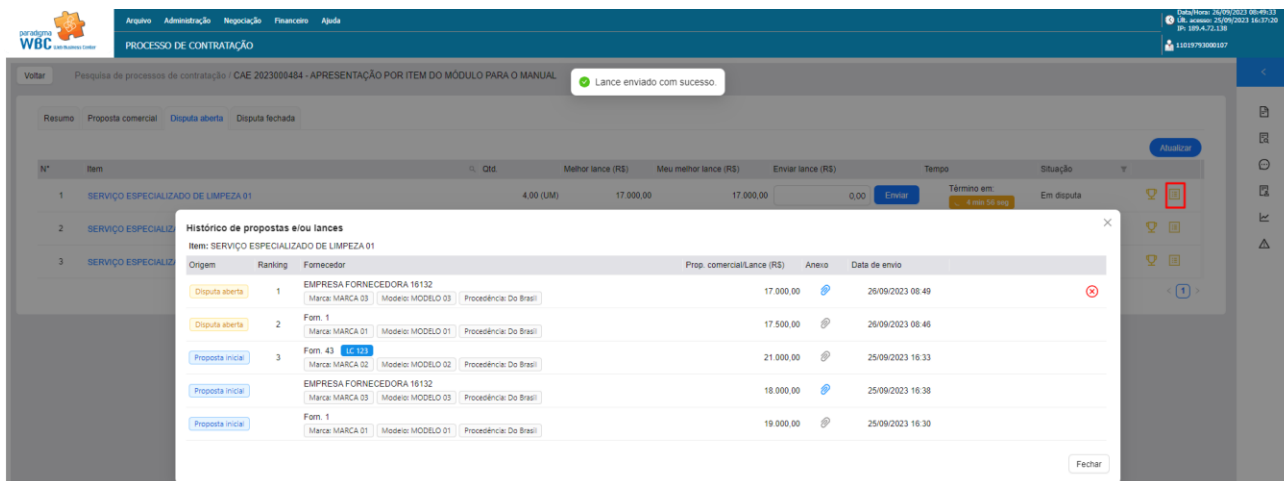 paradigma
WBC
Arquivo Administração Negociação Financeiro Ajuda
Data/Hora: 26/09/2023 08:49:33
Últ. acesso: 25/09/2023 16:37:20
IP: 189.4.72.138
PROCESSO DE CONTRATAÇÃO
11019793000107
Voltar Pesquisa de processos de contratação / CAE 2023000484 - APRESENTAÇÃO POR ITEM DO MÓDULO PARA O MANUAL
Lance enviado com sucesso.
Resumo Proposta comercial Disputa aberta Disputa fechada
Atualizar
N° Item Qtd. Melhor lance (R$) Meu melhor lance (R$) Enviar lance (R$) Tempo Situação
1 SERVIÇO ESPECIALIZADO DE LIMPEZA 01 4,00 (UM) 17.000,00 17.000,00 0,00 Enviar Término em: 4 min 50 seg Em disputa
2 SERVIÇO ESPECIALIZ
3 SERVIÇO ESPECIALIZ
1
Histórico de propostas e/ou lances
Item: SERVIÇO ESPECIALIZADO DE LIMPEZA 01
Origem Ranking Fornecedor Prop. comercial/Lance (R$) Anexo Data de envio
Disputa aberta 1 EMPRESA FORNECEDORA 16132 17.000,00 26/09/2023 08:49
Marca: MARCA 03 Modelo: MODELO 03 Procedência: Do Brasil
Disputa aberta 2 Forn. 1 17.500,00 26/09/2023 08:46
Marca: MARCA 01 Modelo: MODELO 01 Procedência: Do Brasil
Proposta inicial 3 Forn. 43 LC 123 21.000,00 25/09/2023 16:33
Marca: MARCA 02 Modelo: MODELO 02 Procedência: Do Brasil
Proposta inicial EMPRESA FORNECEDORA 16132 18.000,00 25/09/2023 16:38
Marca: MARCA 03 Modelo: MODELO 03 Procedência: Do Brasil
Proposta inicial Forn. 1 19.000,00 25/09/2023 16:30
Marca: MARCA 01 Modelo: MODELO 01 Procedência: Do Brasil
Fechar